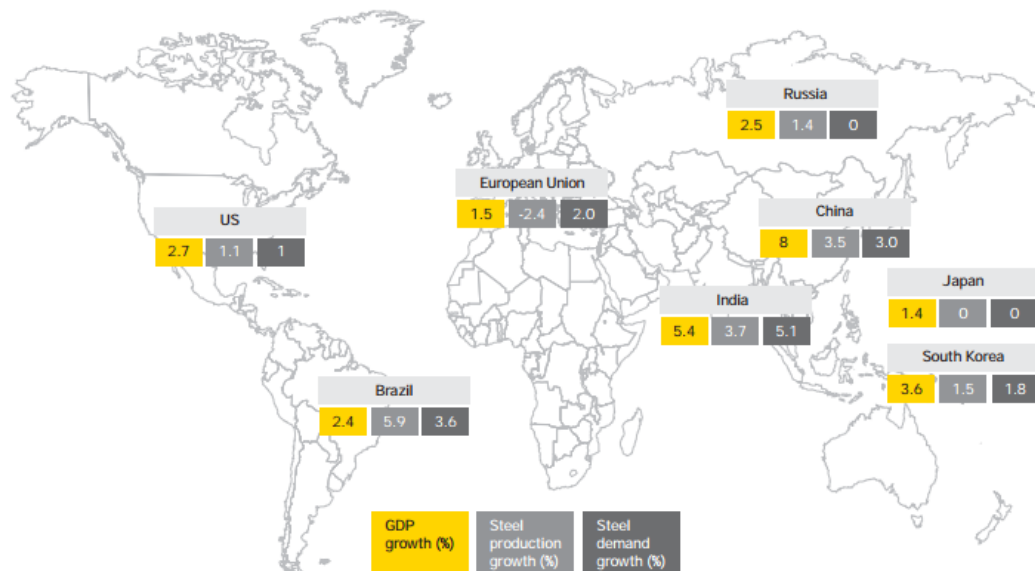 Russia
2.5 1.4 0
European Union
1.5 -2.4 2.0
US
2.7 1.1 1
China
8 3.5 3.0
Japan
1.4 0 0
India
5.4 3.7 5.1
South Korea
3.6 1.5 1.8
Brazil
2.4 5.9 3.6
GDP
growth (%)
Steel
production
growth (%)
Steel
demand
growth (%)